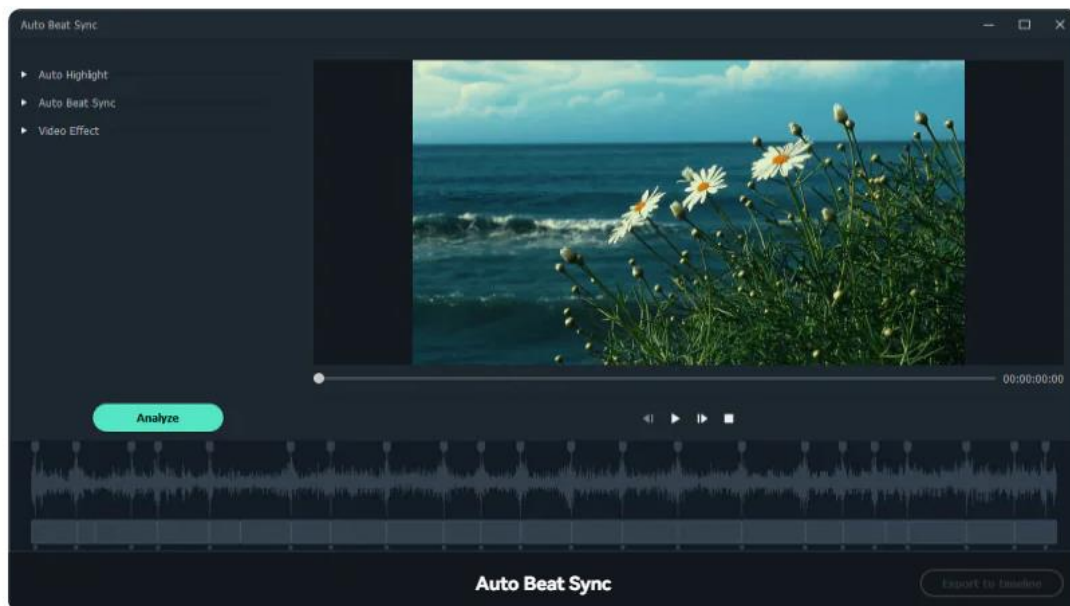 Auto Beat Sync
Auto Highlight
Auto Beat Sync
Video Effect
00:00:00:00
Analyze
Auto Beat Sync
Export to timeline